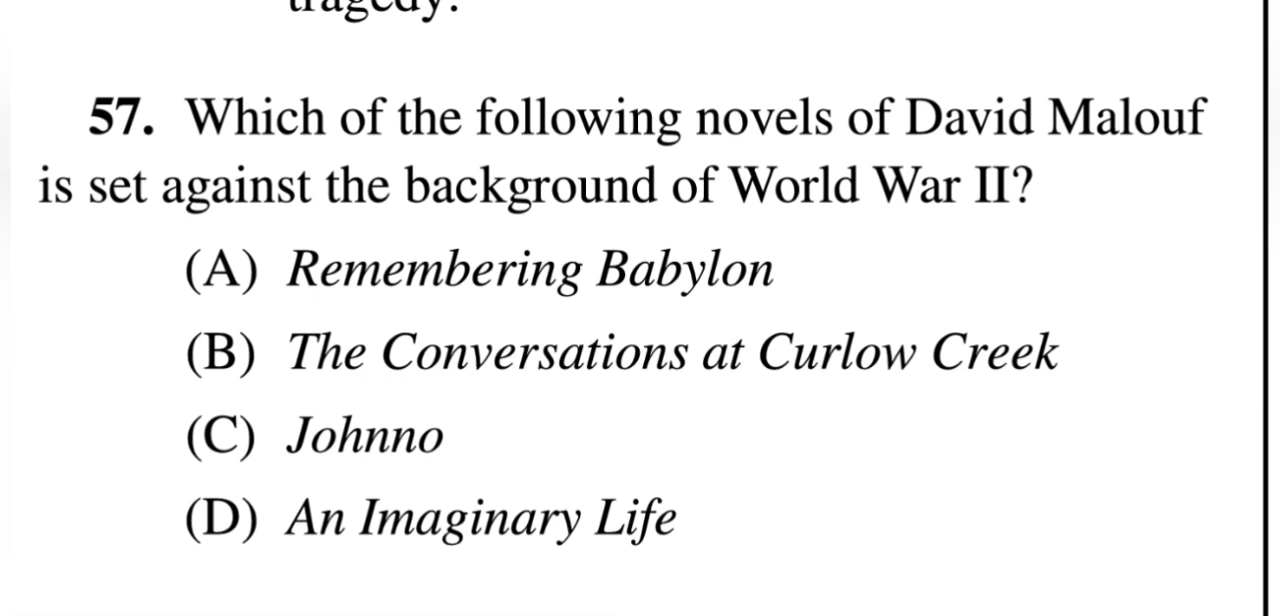 tragedy.
57. Which of the following novels of David Malouf
is set against the background of World War II?
(A) Remembering Babylon
(B) The Conversations at Curlow Creek
(C) Johnno
(D) An Imaginary Life